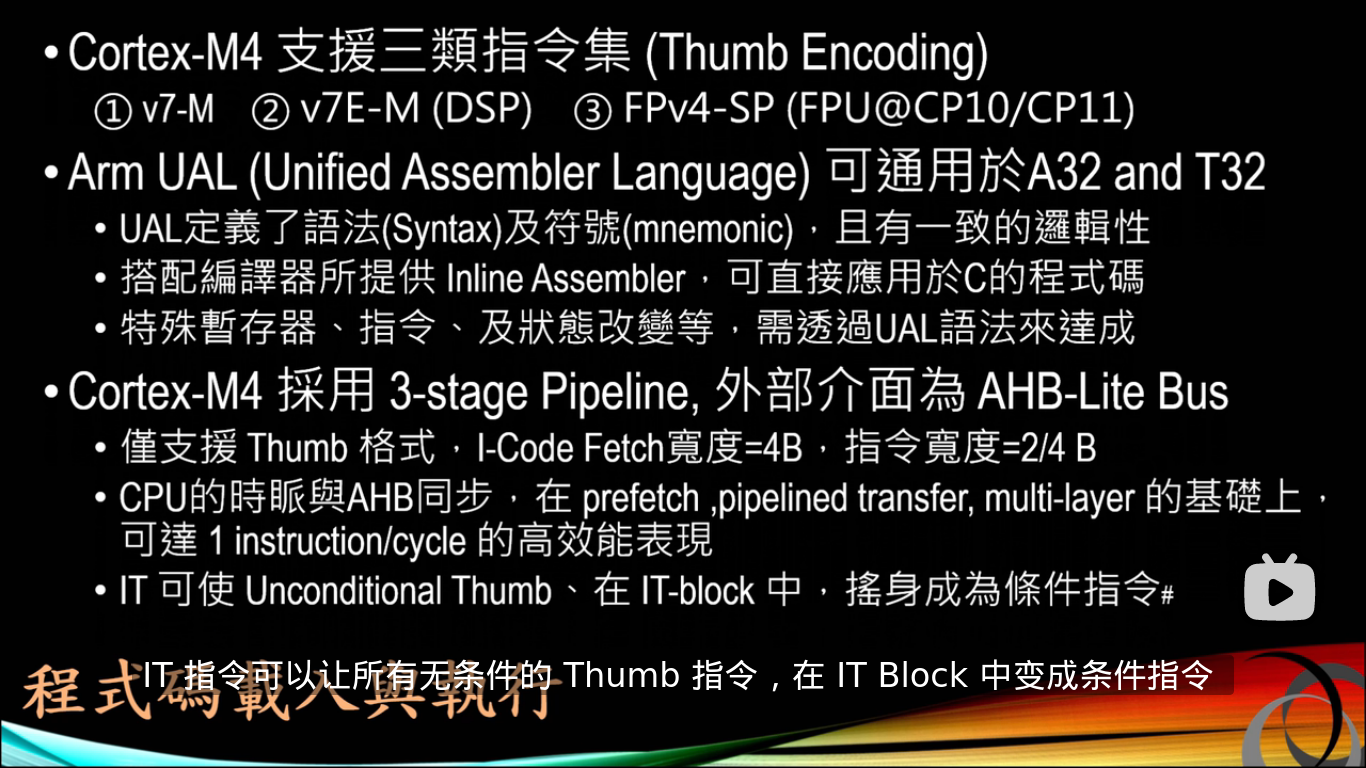 • Cortex-M4 支援三類指令集 (Thumb Encoding)
① v7-M ② v7E-M (DSP) ③ FPv4-SP (FPU@CP10/CP11)
• Arm UAL (Unified Assembler Language) 可通用於A32 and T32
• UAL定義了語法(Syntax)及符號(mnemonic)，且有一致的邏輯性
• 搭配編譯器所提供 Inline Assembler，可直接應用於C的程式碼
• 特殊暫存器、指令、及狀態改變等，需透過UAL語法來達成
• Cortex-M4 採用 3-stage Pipeline, 外部介面為 AHB-Lite Bus
• 僅支援 Thumb 格式，I-Code Fetch寬度=4B，指令寬度=2/4 B
• CPU的時脈與AHB同步，在 prefetch ,pipelined transfer, multi-layer 的基礎上，
可達 1 instruction/cycle 的高效能表現
• IT 可使 Unconditional Thumb、在 IT-block 中，搖身成為條件指令#
程式碼載入與執行
IT 指令可以让所有无条件的 Thumb 指令，在 IT Block 中变成条件指令